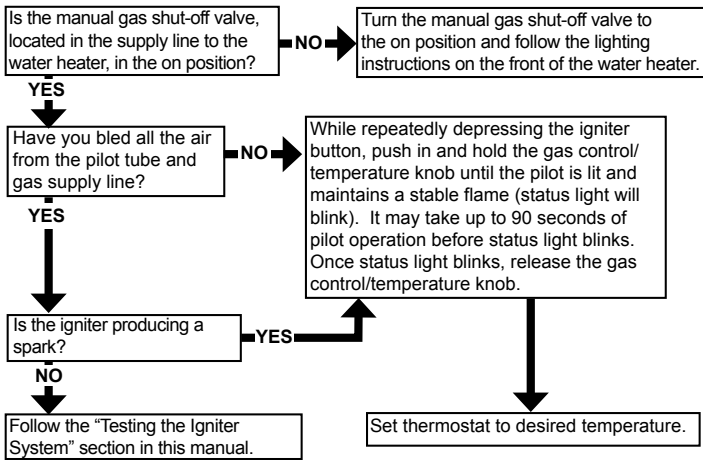 Is the manual gas shut-off valve,
located in the supply line to the
water heater, in the on position?
NO
Turn the manual gas shut-off valve to
the on position and follow the lighting
instructions on the front of the water heater.
YES
Have you bled all the air
from the pilot tube and
gas supply line?
NO
While repeatedly depressing the igniter
button, push in and hold the gas control/
temperature knob until the pilot is lit and
maintains a stable flame (status light will
blink).  It may take up to 90 seconds of
pilot operation before status light blinks.
Once status light blinks, release the gas
control/temperature knob.
YES
Is the igniter producing a
spark?
YES
NO
Follow the “Testing the Igniter
System” section in this manual.
Set thermostat to desired temperature.